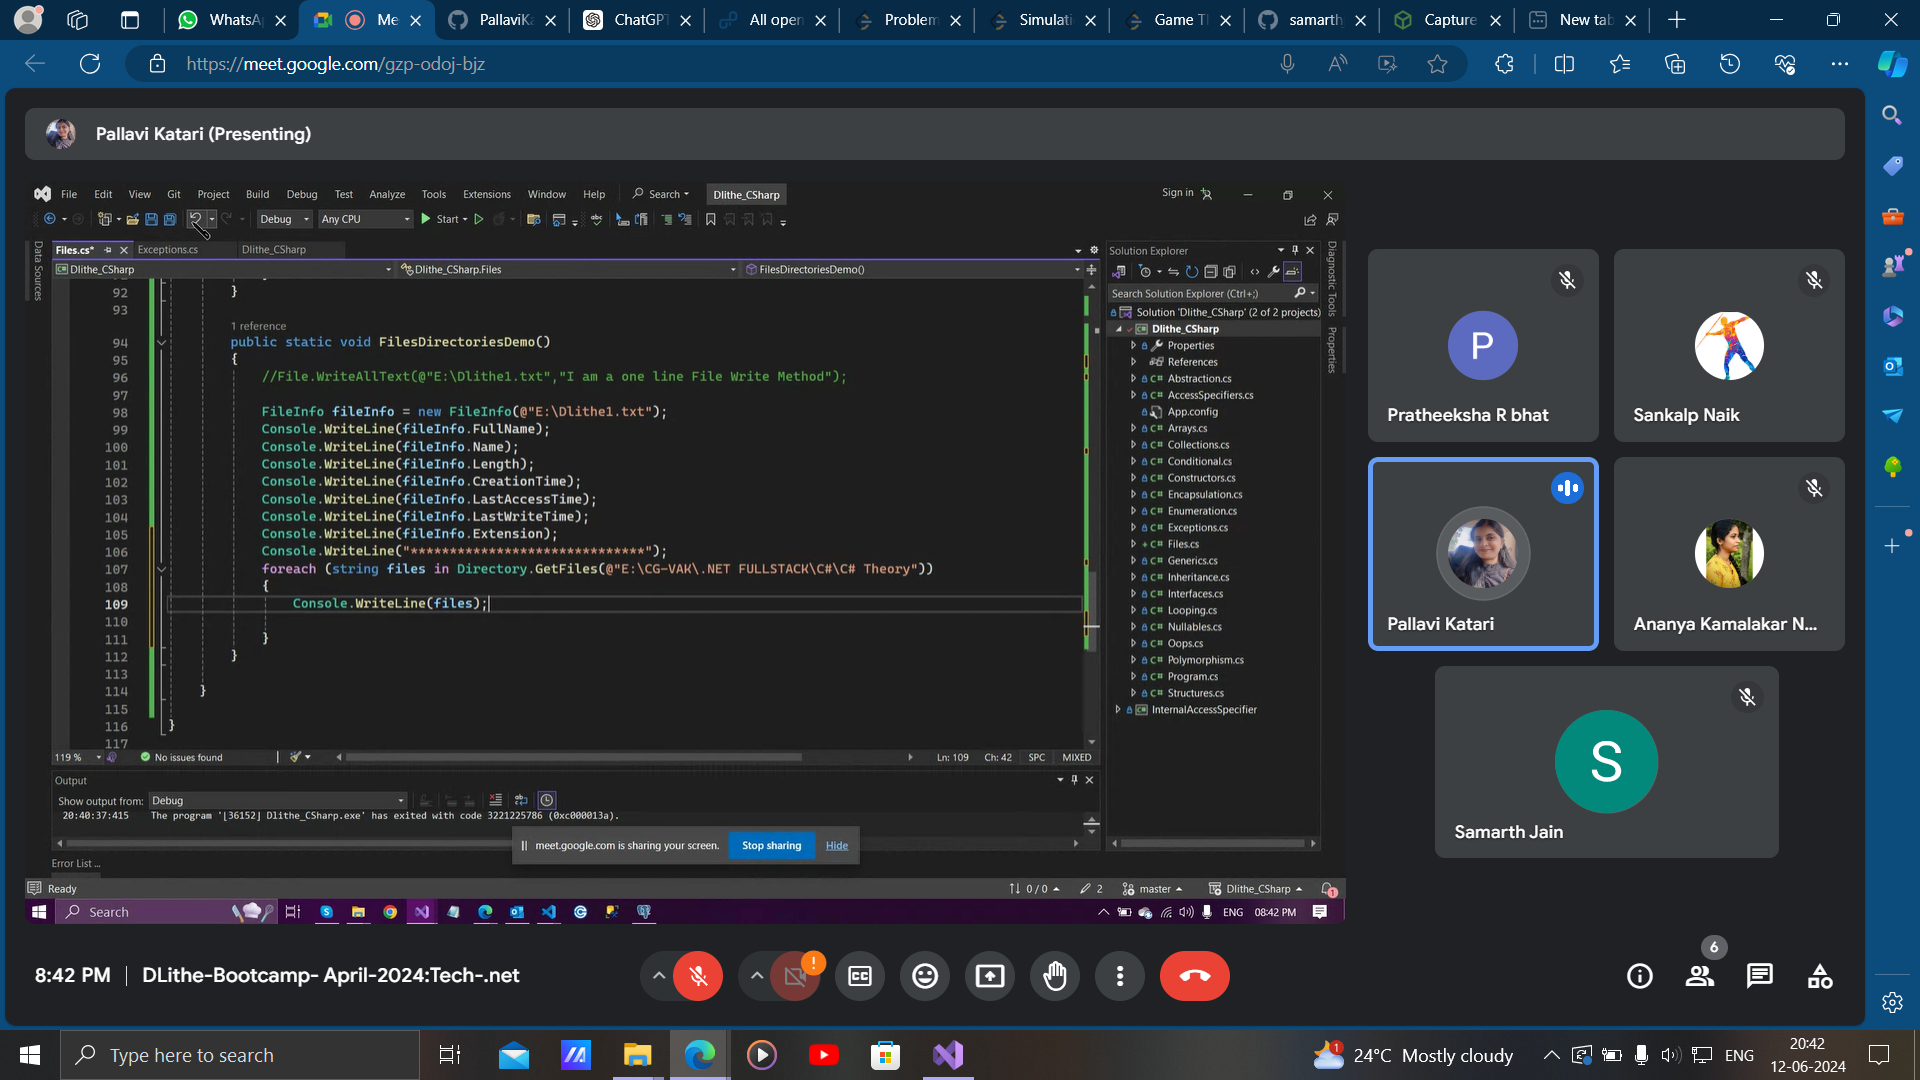 WhatsA
Me
PallaviKa
ChatGPT
All open
Problem
Simulati
Game T
samarth
Capture
New tab
https://meet.google.com/gzp-odoj-bjz
Pallavi Katari (Presenting)
File Edit View Git Project Build Debug Test Analyze Tools Extensions Window Help Search Dlithe_CSharp
Sign in
Debug Any CPU Start
Data Sources
Files.cs* Exceptions.cs Dlithe_CSharp
Dlithe_CSharp Dlithe_CSharp.Files FilesDirectoriesDemo()
92 }
93
1 reference
94 public static void FilesDirectoriesDemo()
95 {
96 //File.WriteAllText(@"E:\Dlithe1.txt","I am a one line File Write Method");
97
98 FileInfo fileInfo = new FileInfo(@"E:\Dlithe1.txt");
99 Console.WriteLine(fileInfo.FullName);
100 Console.WriteLine(fileInfo.Name);
101 Console.WriteLine(fileInfo.Length);
102 Console.WriteLine(fileInfo.CreationTime);
103 Console.WriteLine(fileInfo.LastAccessTime);
104 Console.WriteLine(fileInfo.LastWriteTime);
105 Console.WriteLine(fileInfo.Extension);
106 Console.WriteLine("******************************");
107 foreach (string files in Directory.GetFiles(@"E:\CG-VAK\.NET FULLSTACK\C#\C# Theory"))
108 {
109 Console.WriteLine(files);
110
111 }
112 }
113
114 }
115
116 }
117
119 % No issues found Ln: 109 Ch: 42 SPC MIXED
Output
Show output from: Debug
20:40:37:415 The program '[36152] Dlithe_CSharp.exe' has exited with code 3221225786 (0xc000013a).
meet.google.com is sharing your screen. Stop sharing Hide
Error List ...
Ready 0 / 0 2 master Dlithe_CSharp 1
Search
ENG 08:42 PM
Solution Explorer
Search Solution Explorer (Ctrl+;)
Solution 'Dlithe_CSharp' (2 of 2 projects)
Dlithe_CSharp
Properties
References
C# Abstraction.cs
C# AccessSpecifiers.cs
App.config
C# Arrays.cs
C# Collections.cs
C# Conditional.cs
C# Constructors.cs
C# Encapsulation.cs
C# Enumeration.cs
C# Exceptions.cs
+ C# Files.cs
C# Generics.cs
C# Inheritance.cs
C# Interfaces.cs
C# Looping.cs
C# Nullables.cs
C# Oops.cs
C# Polymorphism.cs
C# Program.cs
C# Structures.cs
InternalAccessSpecifier
Diagnostic Tools
Properties
P
Pratheeksha R bhat
Sankalp Naik
Pallavi Katari
Ananya Kamalakar N...
S
Samarth Jain
8:42 PM | DLithe-Bootcamp- April-2024:Tech-.net
!
CC
6
Type here to search
1
24°C Mostly cloudy
ENG
20:42
12-06-2024